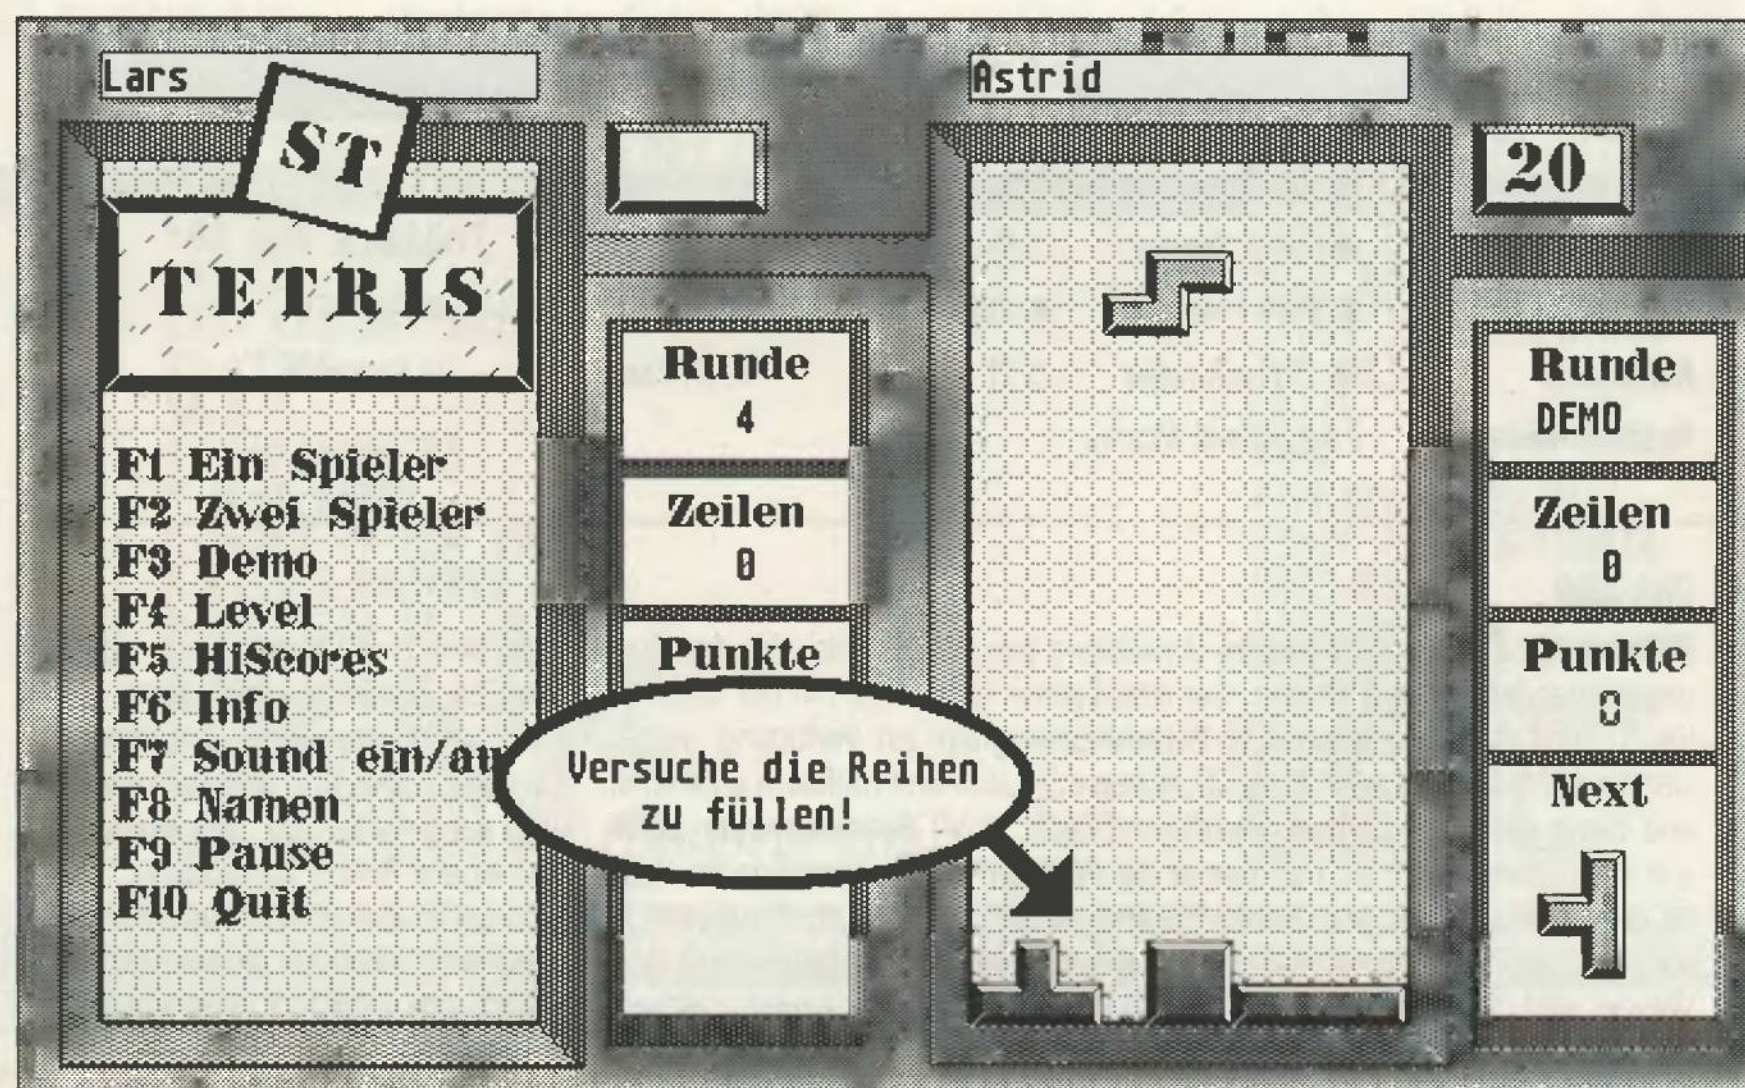 Lars
ST
TETRIS
F1 Ein Spieler
F2 Zwei Spieler
F3 Demo
F4 Level
F5 HiScores
F6 Info
F7 Sound ein/au
F8 Namen
F9 Pause
F10 Quit
Runde
4
Zeilen
0
Punkte
Versuche die Reihen
zu füllen!
Astrid
20
Runde
DEMO
Zeilen
0
Punkte
0
Next